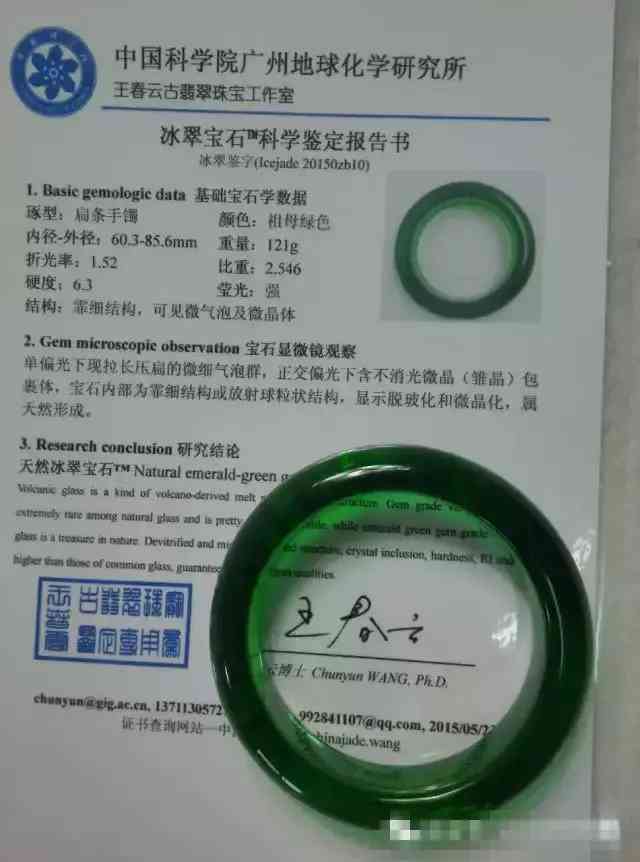 中国科学院广州地球化学研究所
王春云古翡翠珠宝工作室
冰翠宝石™科学鉴定报告书
冰翠鉴字(Icejade 20150zb10)
1. Basic gemologic data 基础宝石学数据
琢型：扁条手镯 颜色：祖母绿色
内径-外径：60.3-85.6mm 重量：121g
折光率：1.52 比重：2.546
硬度：6.3 莹光：强
结构：霏细结构，可见微气泡及微晶体
2. Gem microscopic observation 宝石显微镜观察
单偏光下现拉长压扁的微细气泡群，正交偏光下含不消光微晶（雏晶）包
裹体，宝石内部为霏细结构或放射球粒状结构，显示脱玻化和微晶化，属
天然形成。
3. Research conclusion 研究结论
天然冰翠宝石™ Natural emerald-green
Volcanic glass is a kind of volcano-derived melt structure. Gem grade
extremely rare among natural glass and is pretty while emerald green gem grade
glass is a treasure in nature. Devitrified and structure, crystal inclusion, hardness, RI and
higher than those of common glass, qualities.
王春云
云博士 Chunyun WANG, Ph.D.
chunyun@gig.ac.cn, 1371130572 992841107@qq.com, 2015/05/2
证书查询网站—中 hinajade.wang